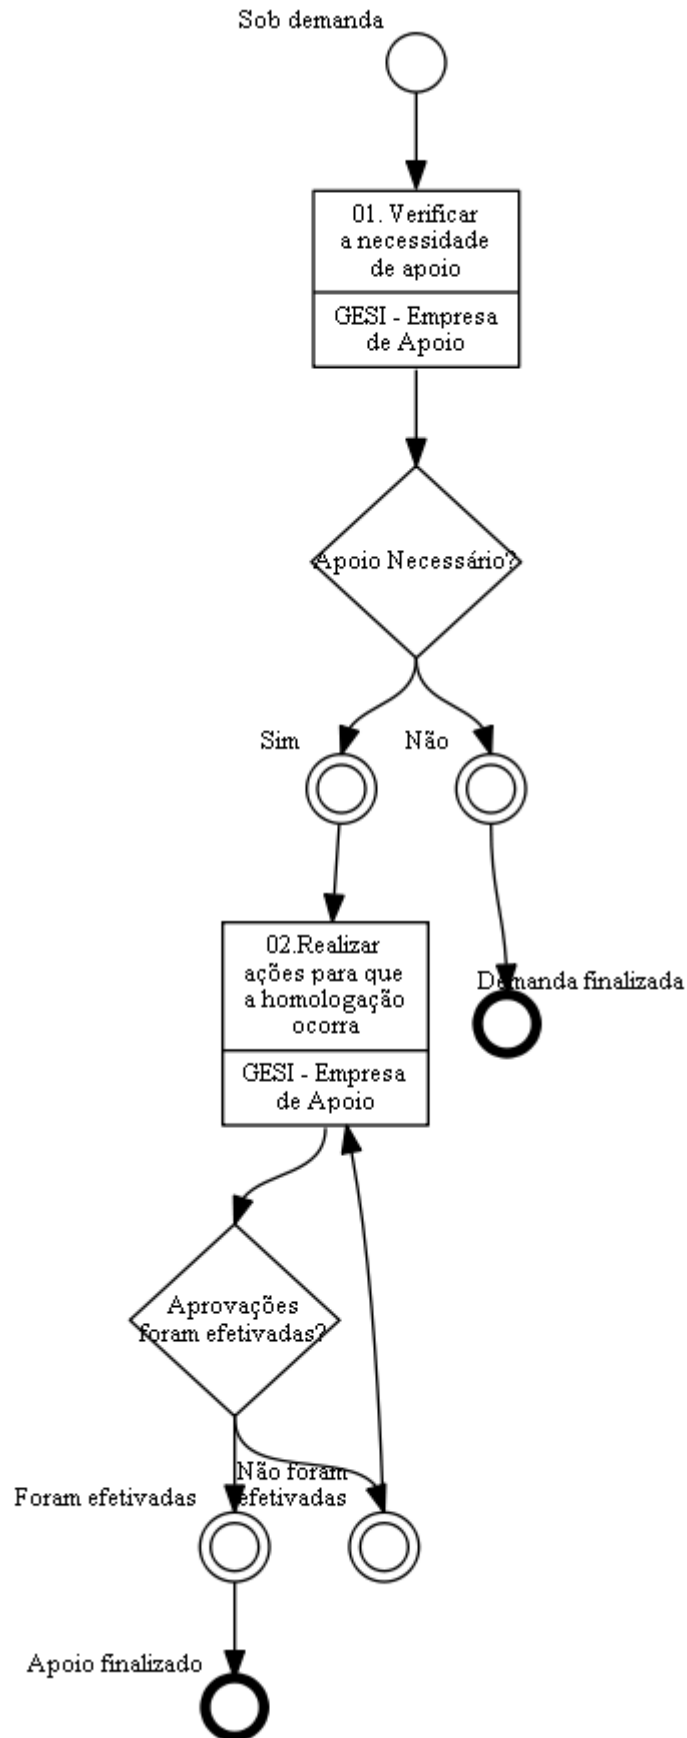 Sob demanda
01. Verificar
a necessidade
de apoio
GESI - Empresa
de Apoio
Apoio Necessário?
Sim
Não
02.Realizar
ações para que
a homologação
ocorra
GESI - Empresa
de Apoio
Demanda finalizada
Aprovações
foram efetivadas?
Foram efetivadas
Não foram
efetivadas
Apoio finalizado